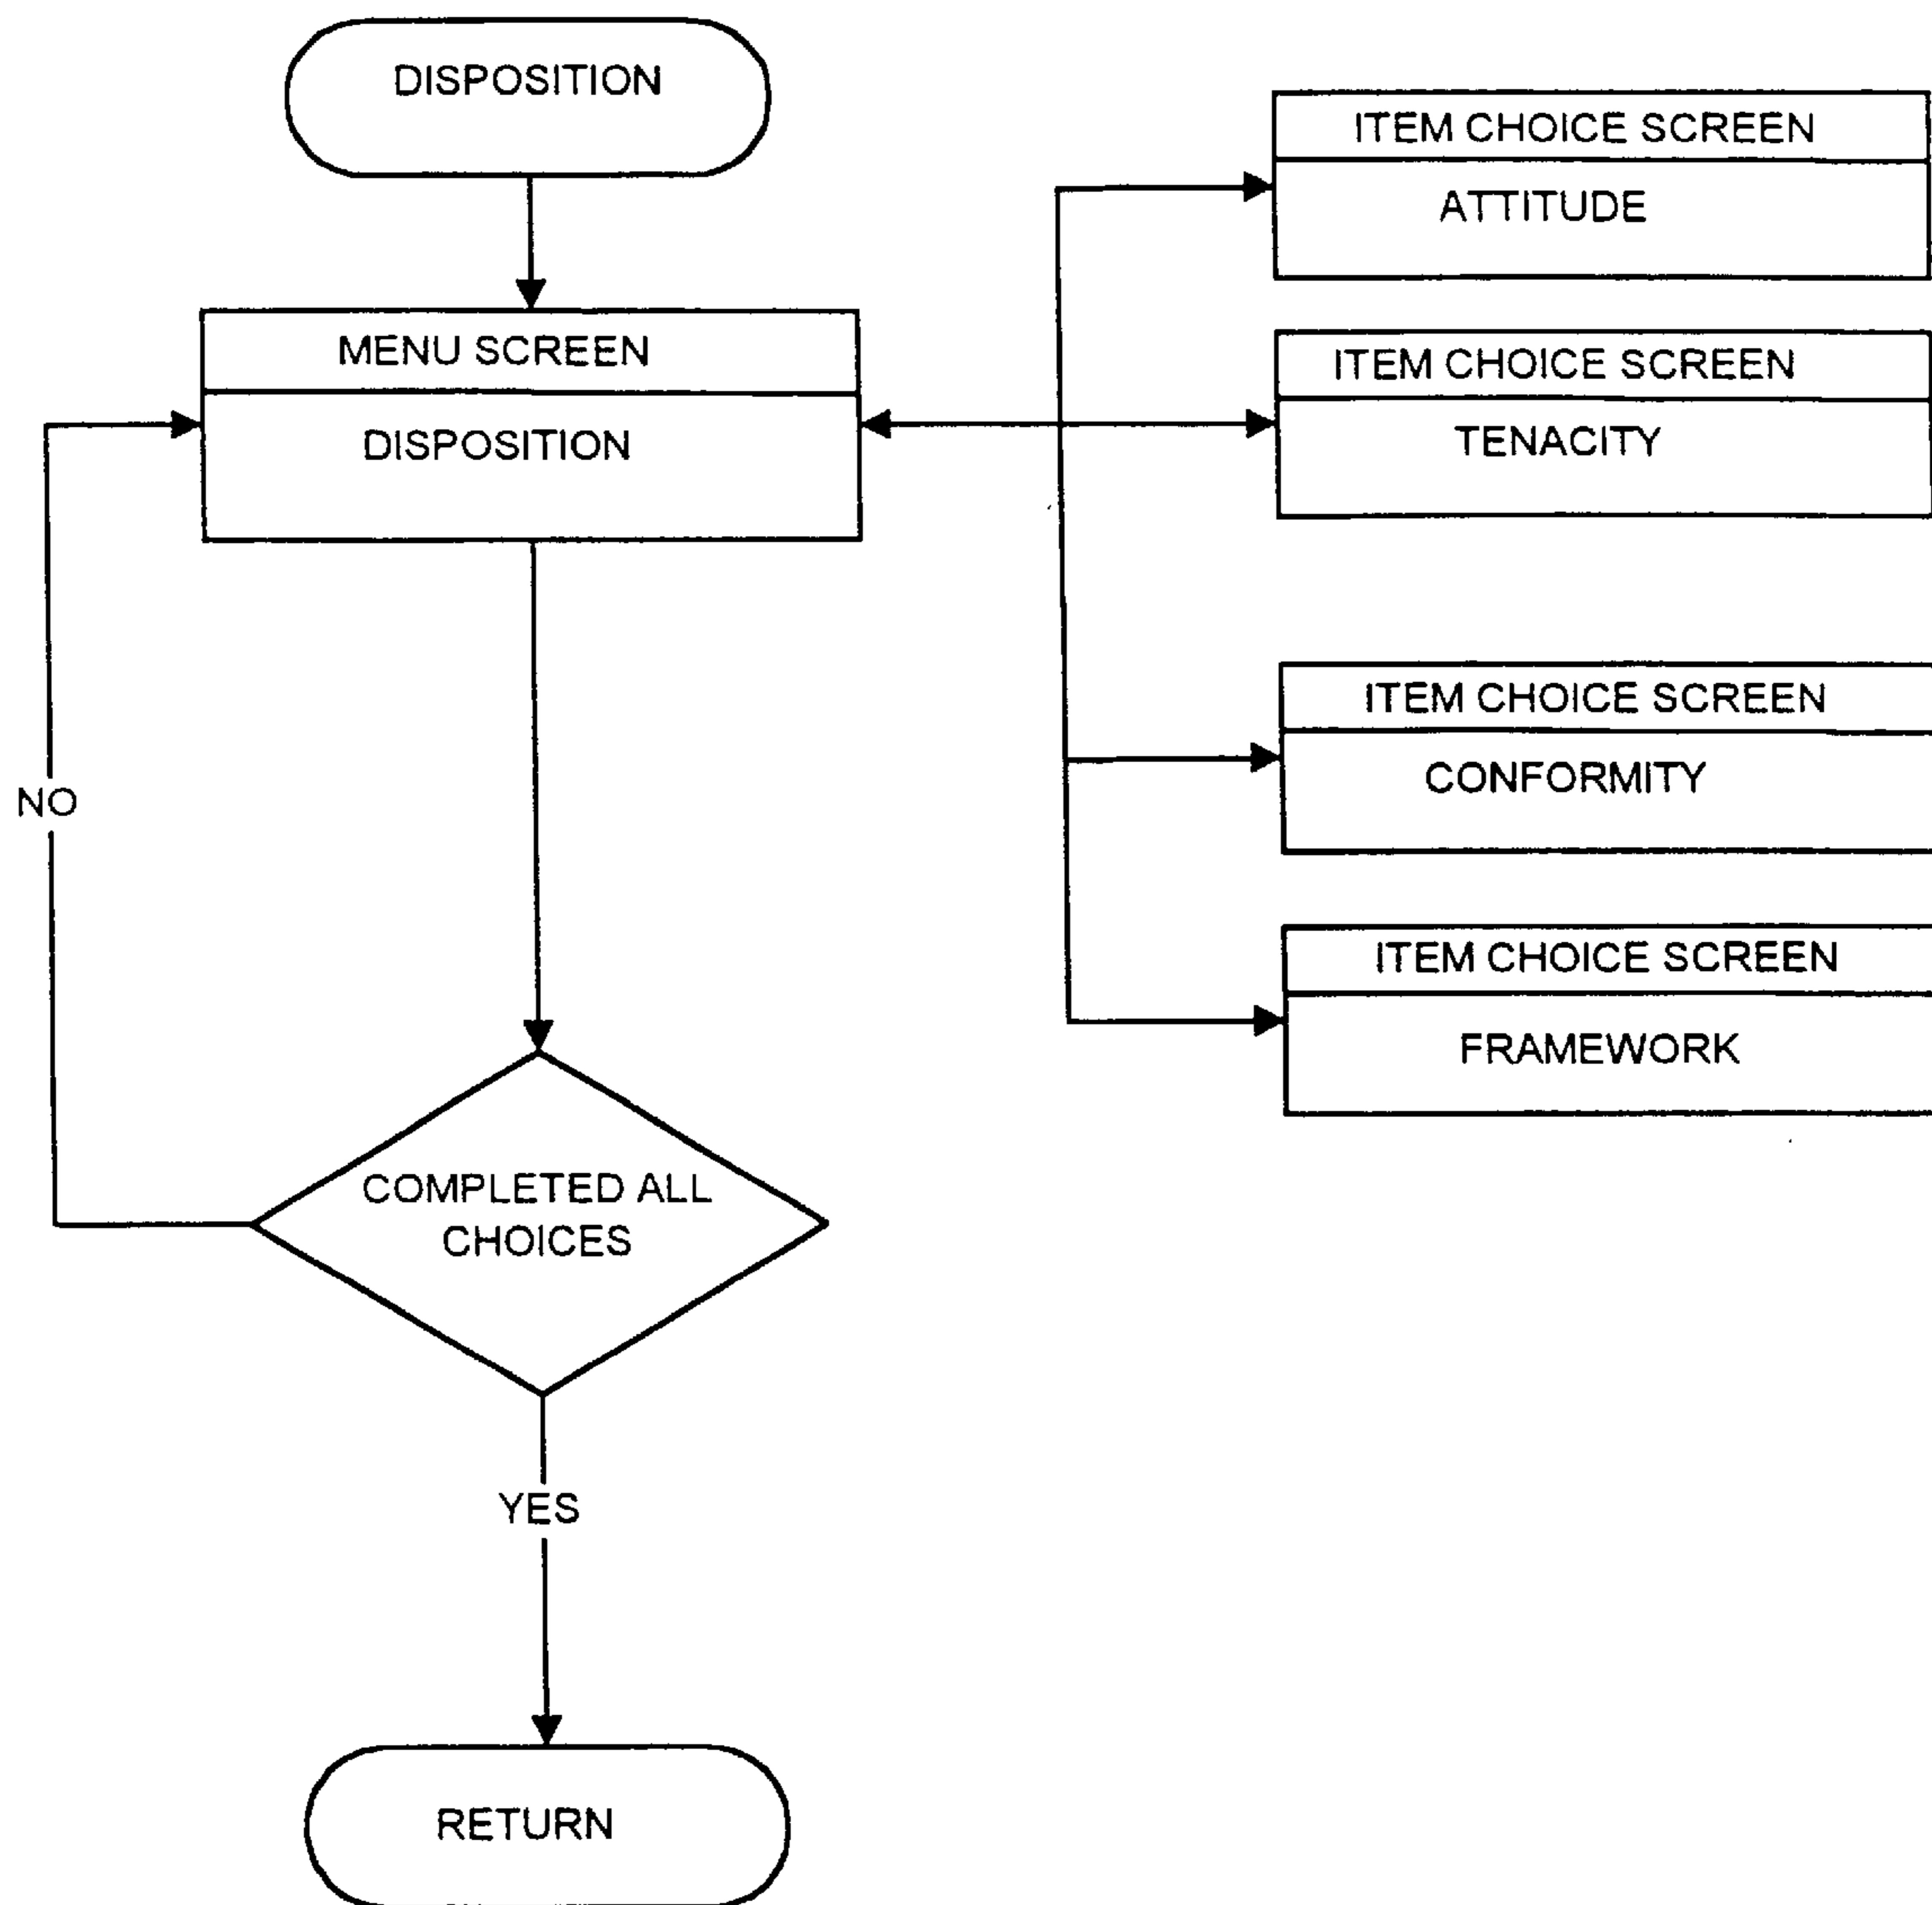 DISPOSITION
MENU SCREEN
DISPOSITION
ITEM CHOICE SCREEN
ATTITUDE
ITEM CHOICE SCREEN
TENACITY
ITEM CHOICE SCREEN
CONFORMITY
ITEM CHOICE SCREEN
FRAMEWORK
NO
COMPLETED ALL
CHOICES
YES
RETURN